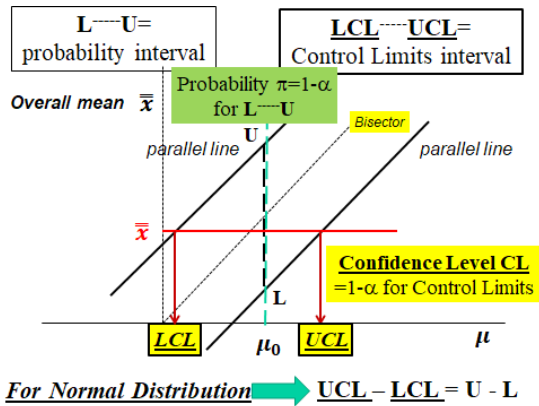 L-----U=
probability interval
LCL-----UCL=
Control Limits interval
Overall mean x̿
Probability π=1-α
for L-----U
U
Bisector
parallel line
parallel line
x̿
Confidence Level CL
=1-α for Control Limits
L
LCL
μ0
UCL
μ
For Normal Distribution
UCL – LCL = U - L